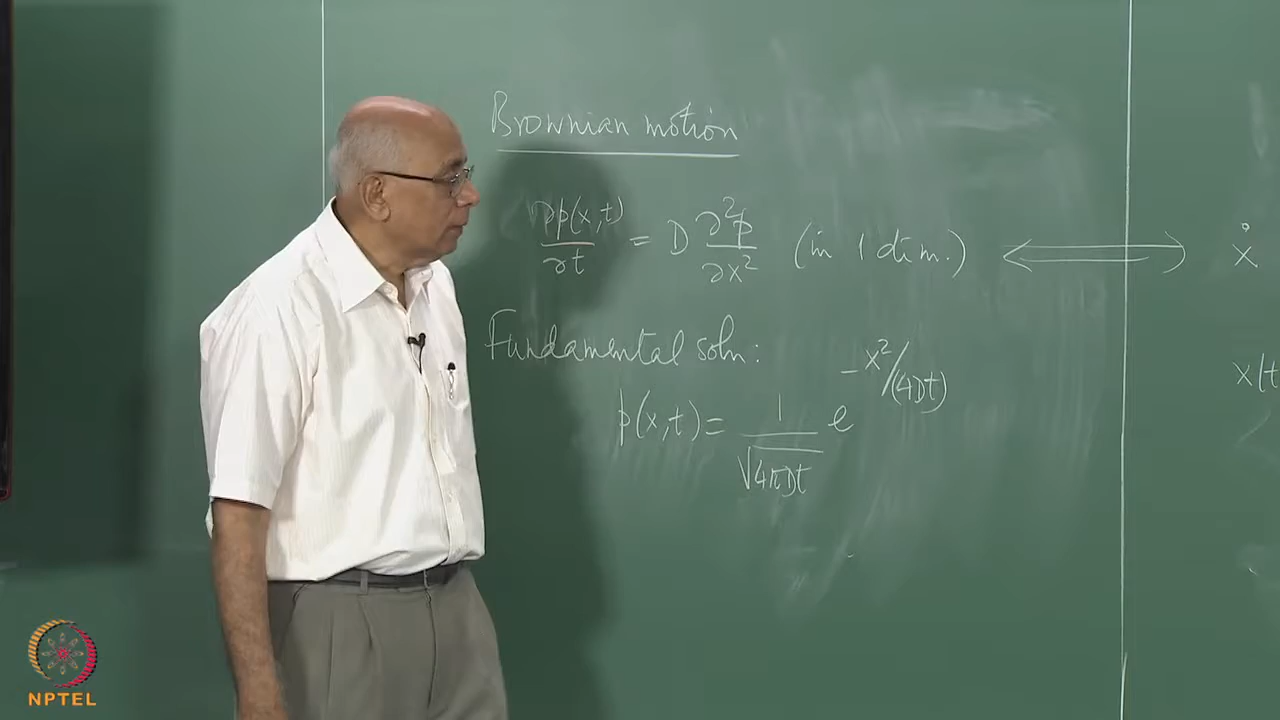 Brownian motion
∂p(x,t)/∂t = D ∂²p/∂x² (in 1 dim.) ⟺ ẋ
Fundamental soln:
p(x,t) = 1/√4πDt e^-x²/(4Dt)
x(t
NPTEL